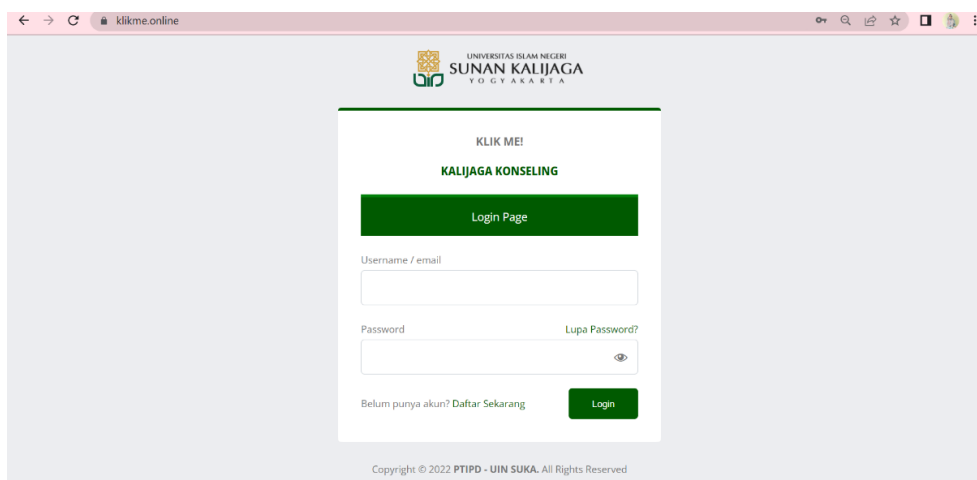 klikme.online
UNIVERSITAS ISLAM NEGERI
SUNAN KALIJAGA
YOGYAKARTA
KLIK ME!
KALIJAGA KONSELING
Login Page
Username / email
Password Lupa Password?
Belum punya akun? Daftar Sekarang Login
Copyright © 2022 PTIPD - UIN SUKA. All Rights Reserved